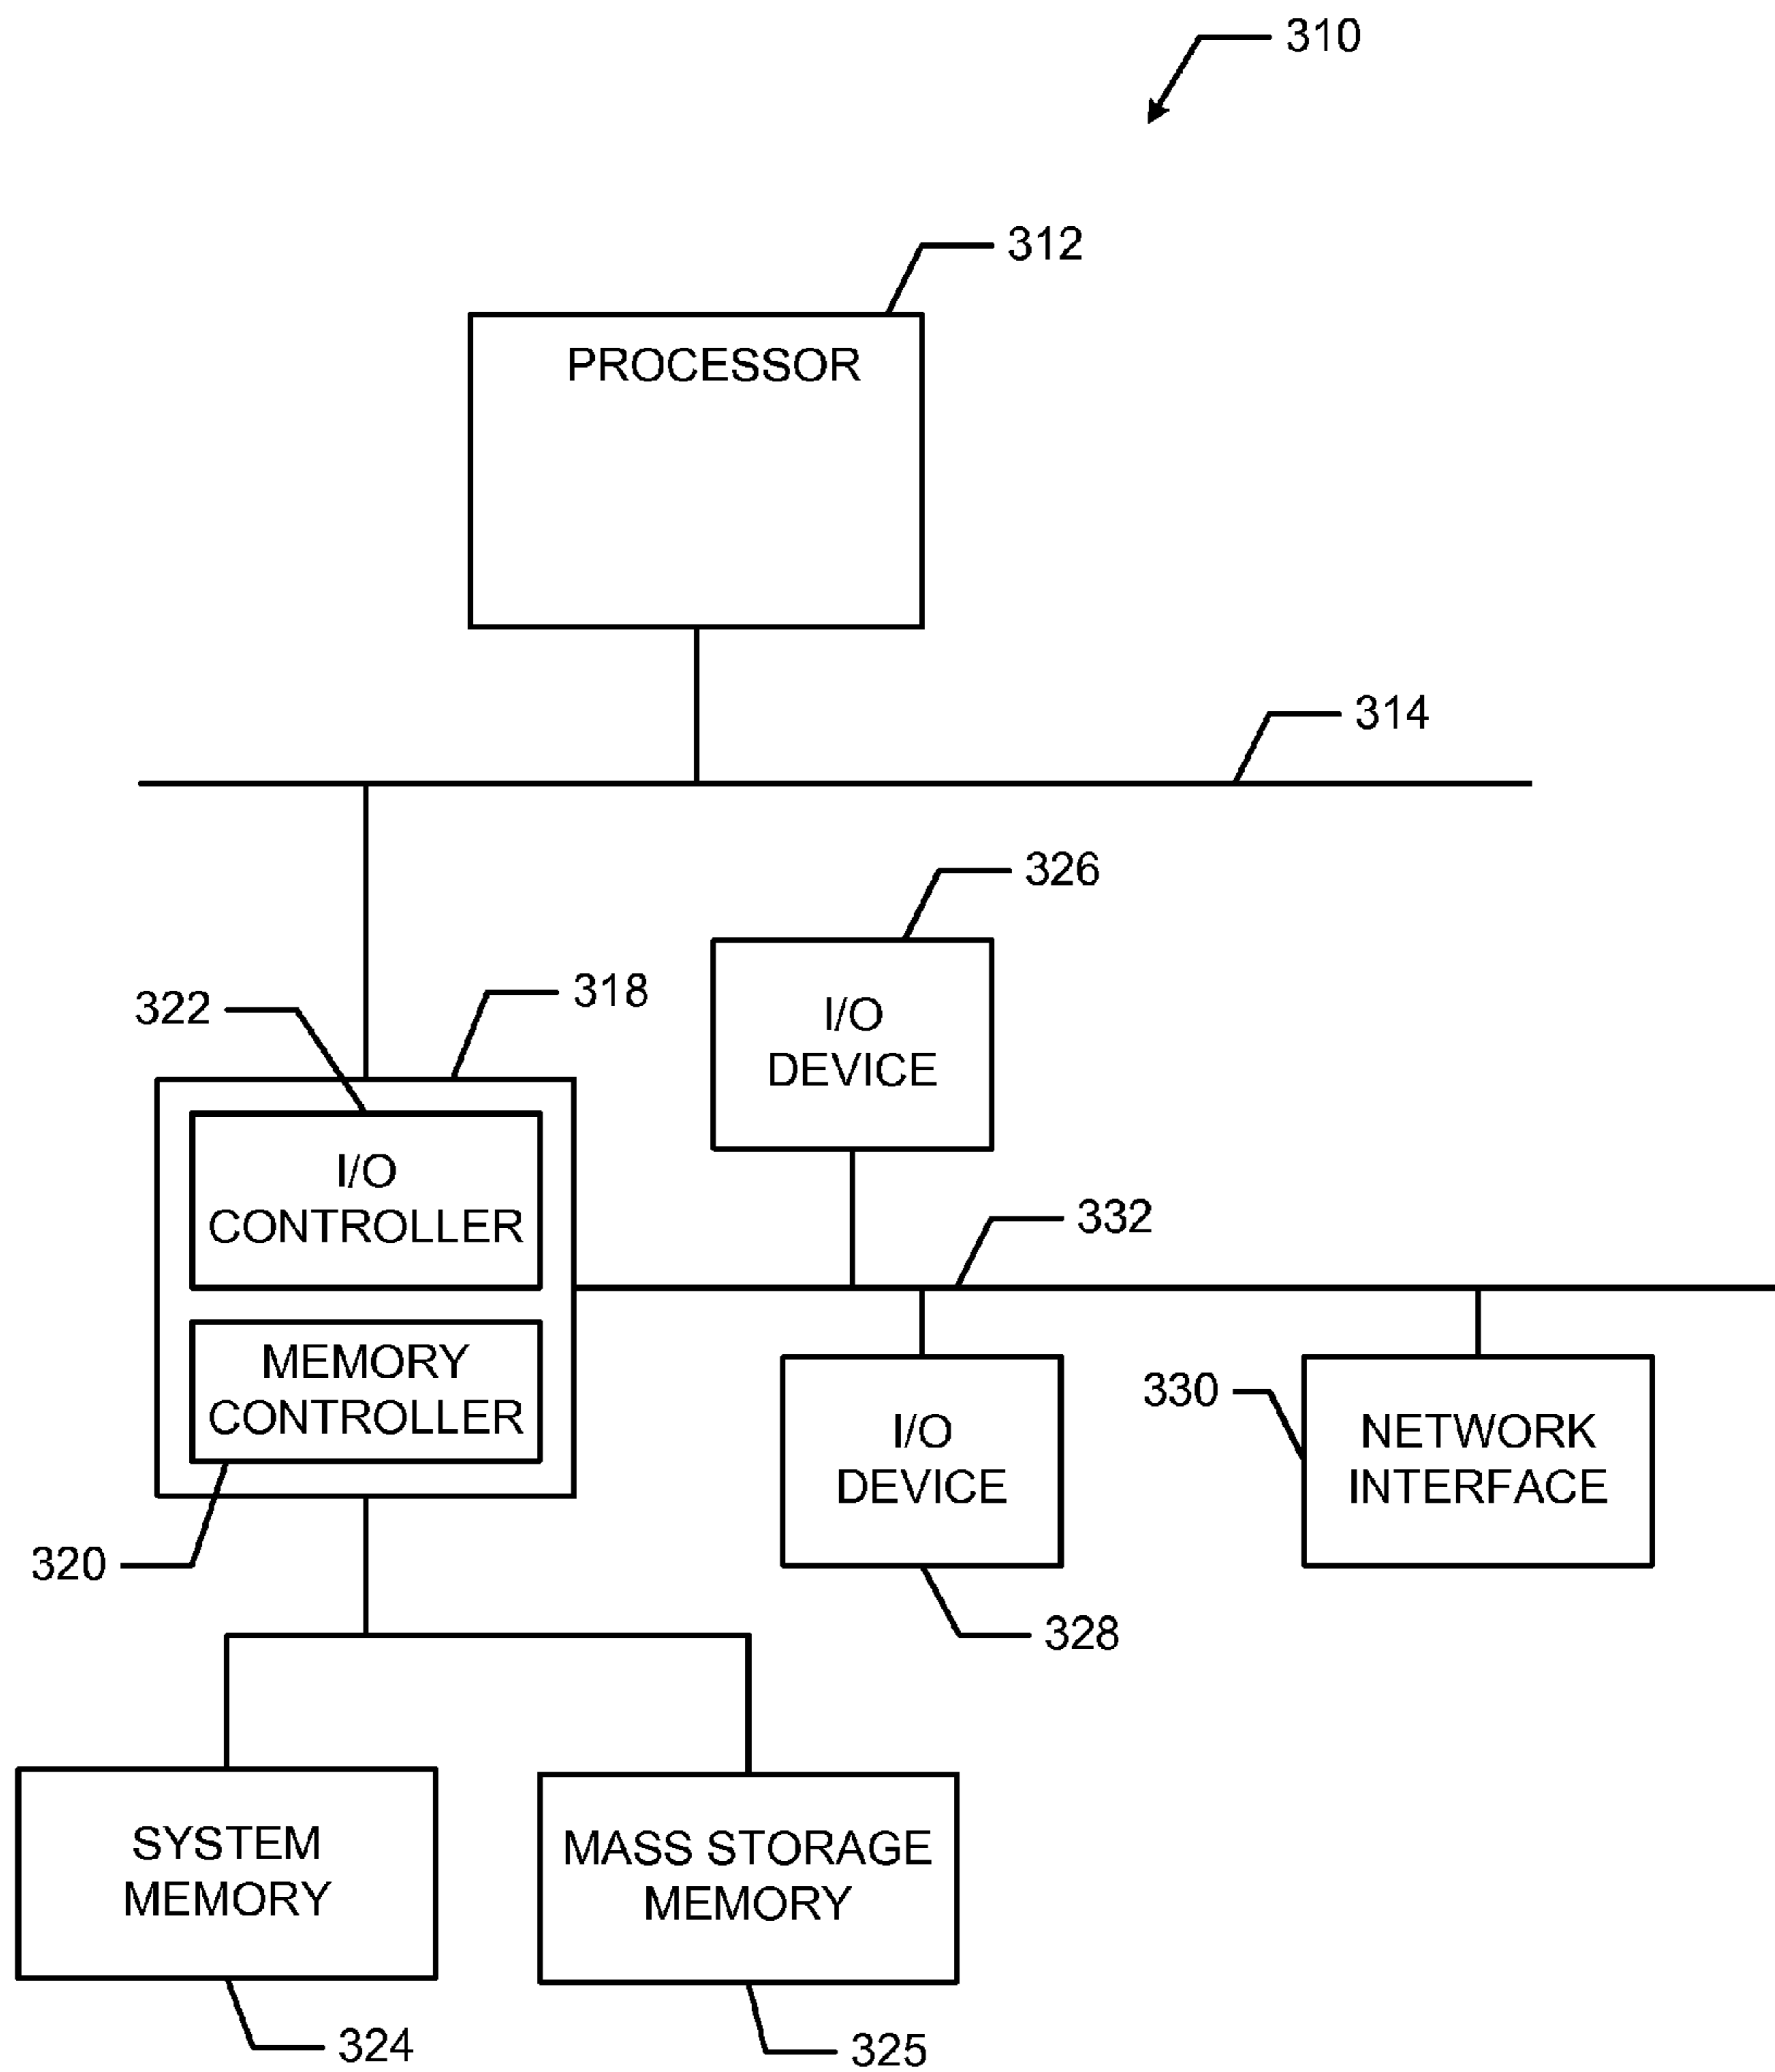 310
312
PROCESSOR
314
326
318
322
I/O
DEVICE
I/O
CONTROLLER
332
MEMORY
CONTROLLER
330
I/O
DEVICE
NETWORK
INTERFACE
320
328
SYSTEM
MEMORY
MASS STORAGE
MEMORY
324
325